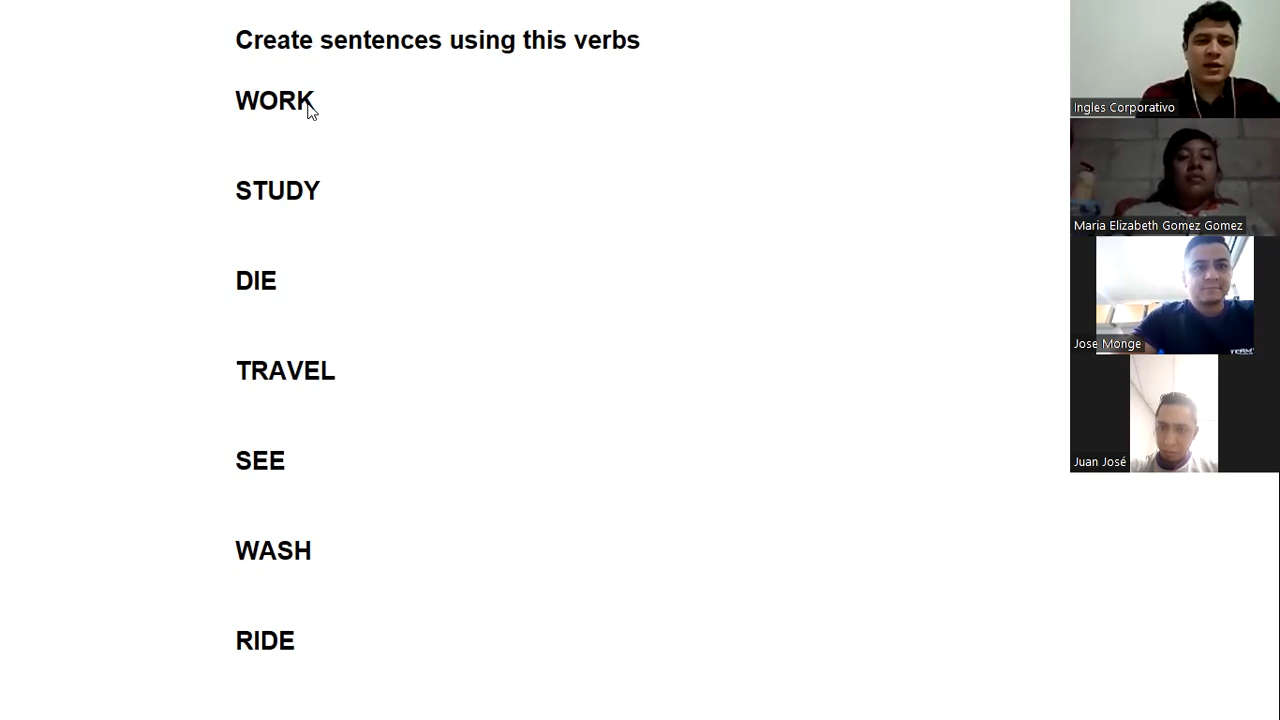 Create sentences using this verbs
WORK
STUDY
DIE
TRAVEL
SEE
WASH
RIDE
Ingles Corporativo
Maria Elizabeth Gomez Gomez
Jose Monge
Juan José